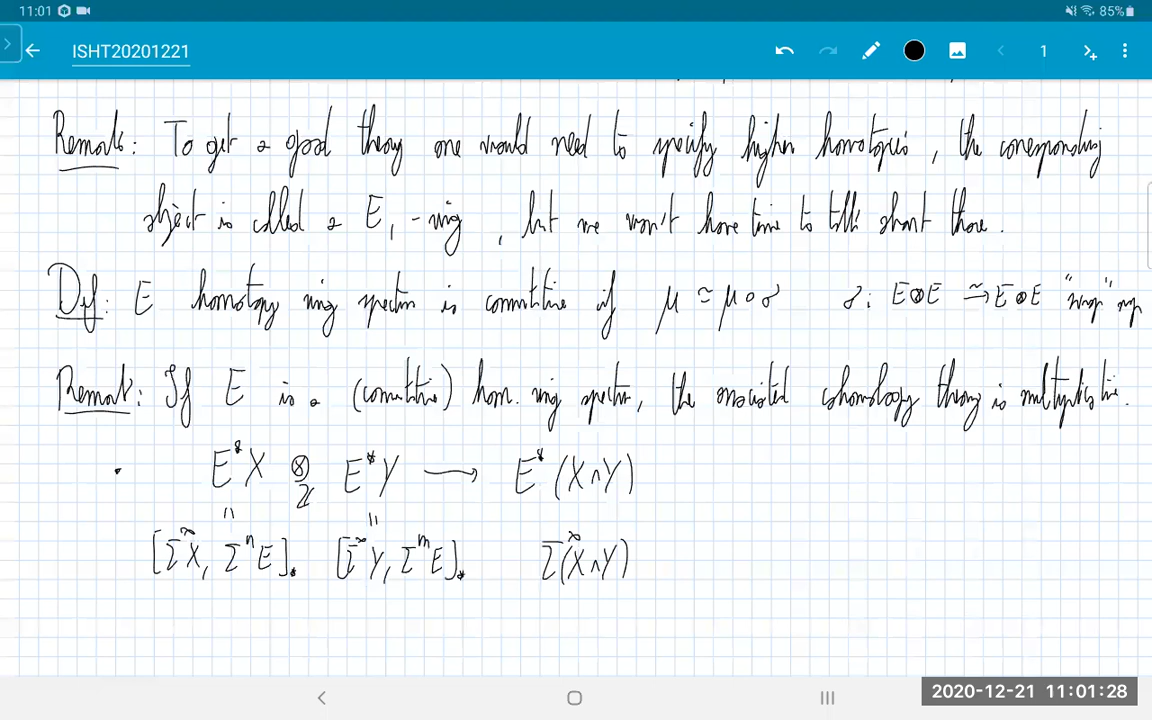 11:01
85%
ISHT20201221
1
Remark: To get a good theory one would need to specify higher homotopies, the corresponding
object is called a E₁-ring, but we won't have time to talk about those.
Def: E homotopy ring spectrum is commutative if μ ≃ μ∘σ σ: E⊗E ≃→ E⊗E "swap" map
Remark: If E is a (commutative) hom. ring spectrum, the associated cohomology theory is multiplicative.
· E*X ⊗_ℤ E*Y ⟶ E*(X∧Y)
= =
[Σ^∞X, ΣⁿE]_* [Σ^∞Y, Σ^mE]_* Σ^∞(X∧Y)
2020-12-21 11:01:28